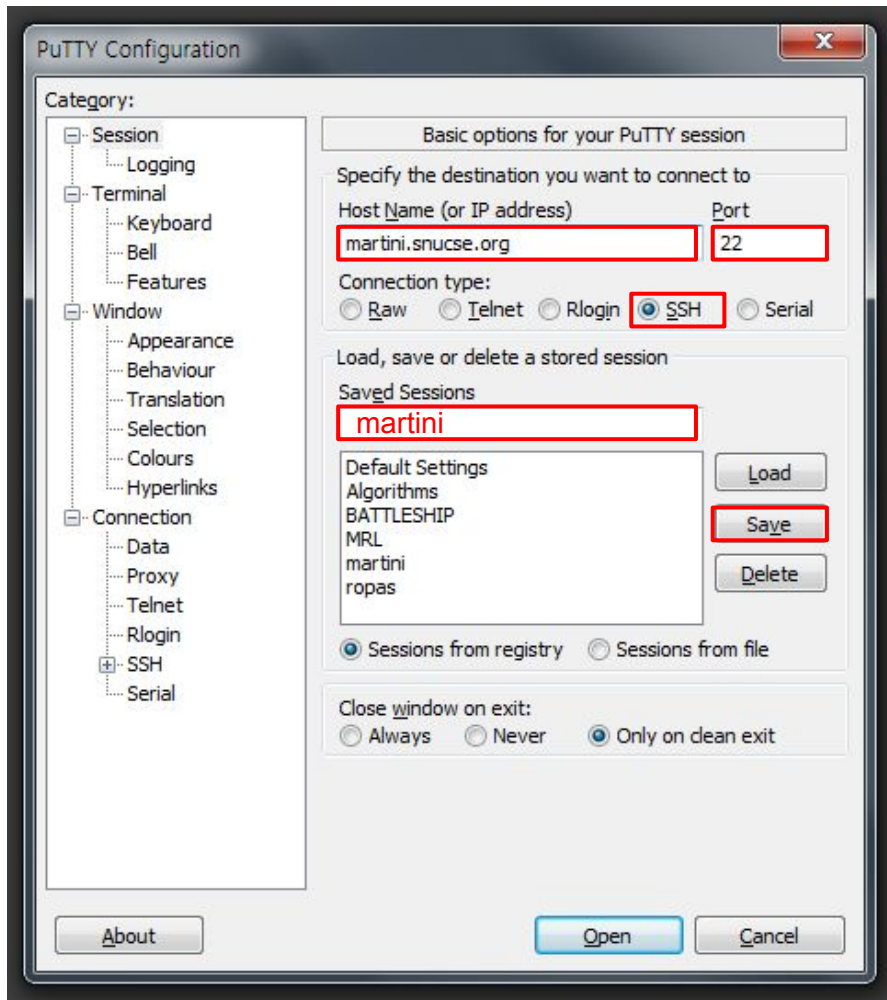 PuTTY Configuration
x
Category:
Session
Logging
Terminal
Keyboard
Bell
Features
Window
Appearance
Behaviour
Translation
Selection
Colours
Hyperlinks
Connection
Data
Proxy
Telnet
Rlogin
SSH
Serial
Basic options for your PuTTY session
Specify the destination you want to connect to
Host Name (or IP address) Port
martini.snucse.org 22
Connection type:
Raw Telnet Rlogin SSH Serial
Load, save or delete a stored session
Saved Sessions
martini
Default Settings
Algorithms
BATTLESHIP
MRL
martini
ropas
Load
Save
Delete
Sessions from registry Sessions from file
Close window on exit:
Always Never Only on clean exit
About Open Cancel